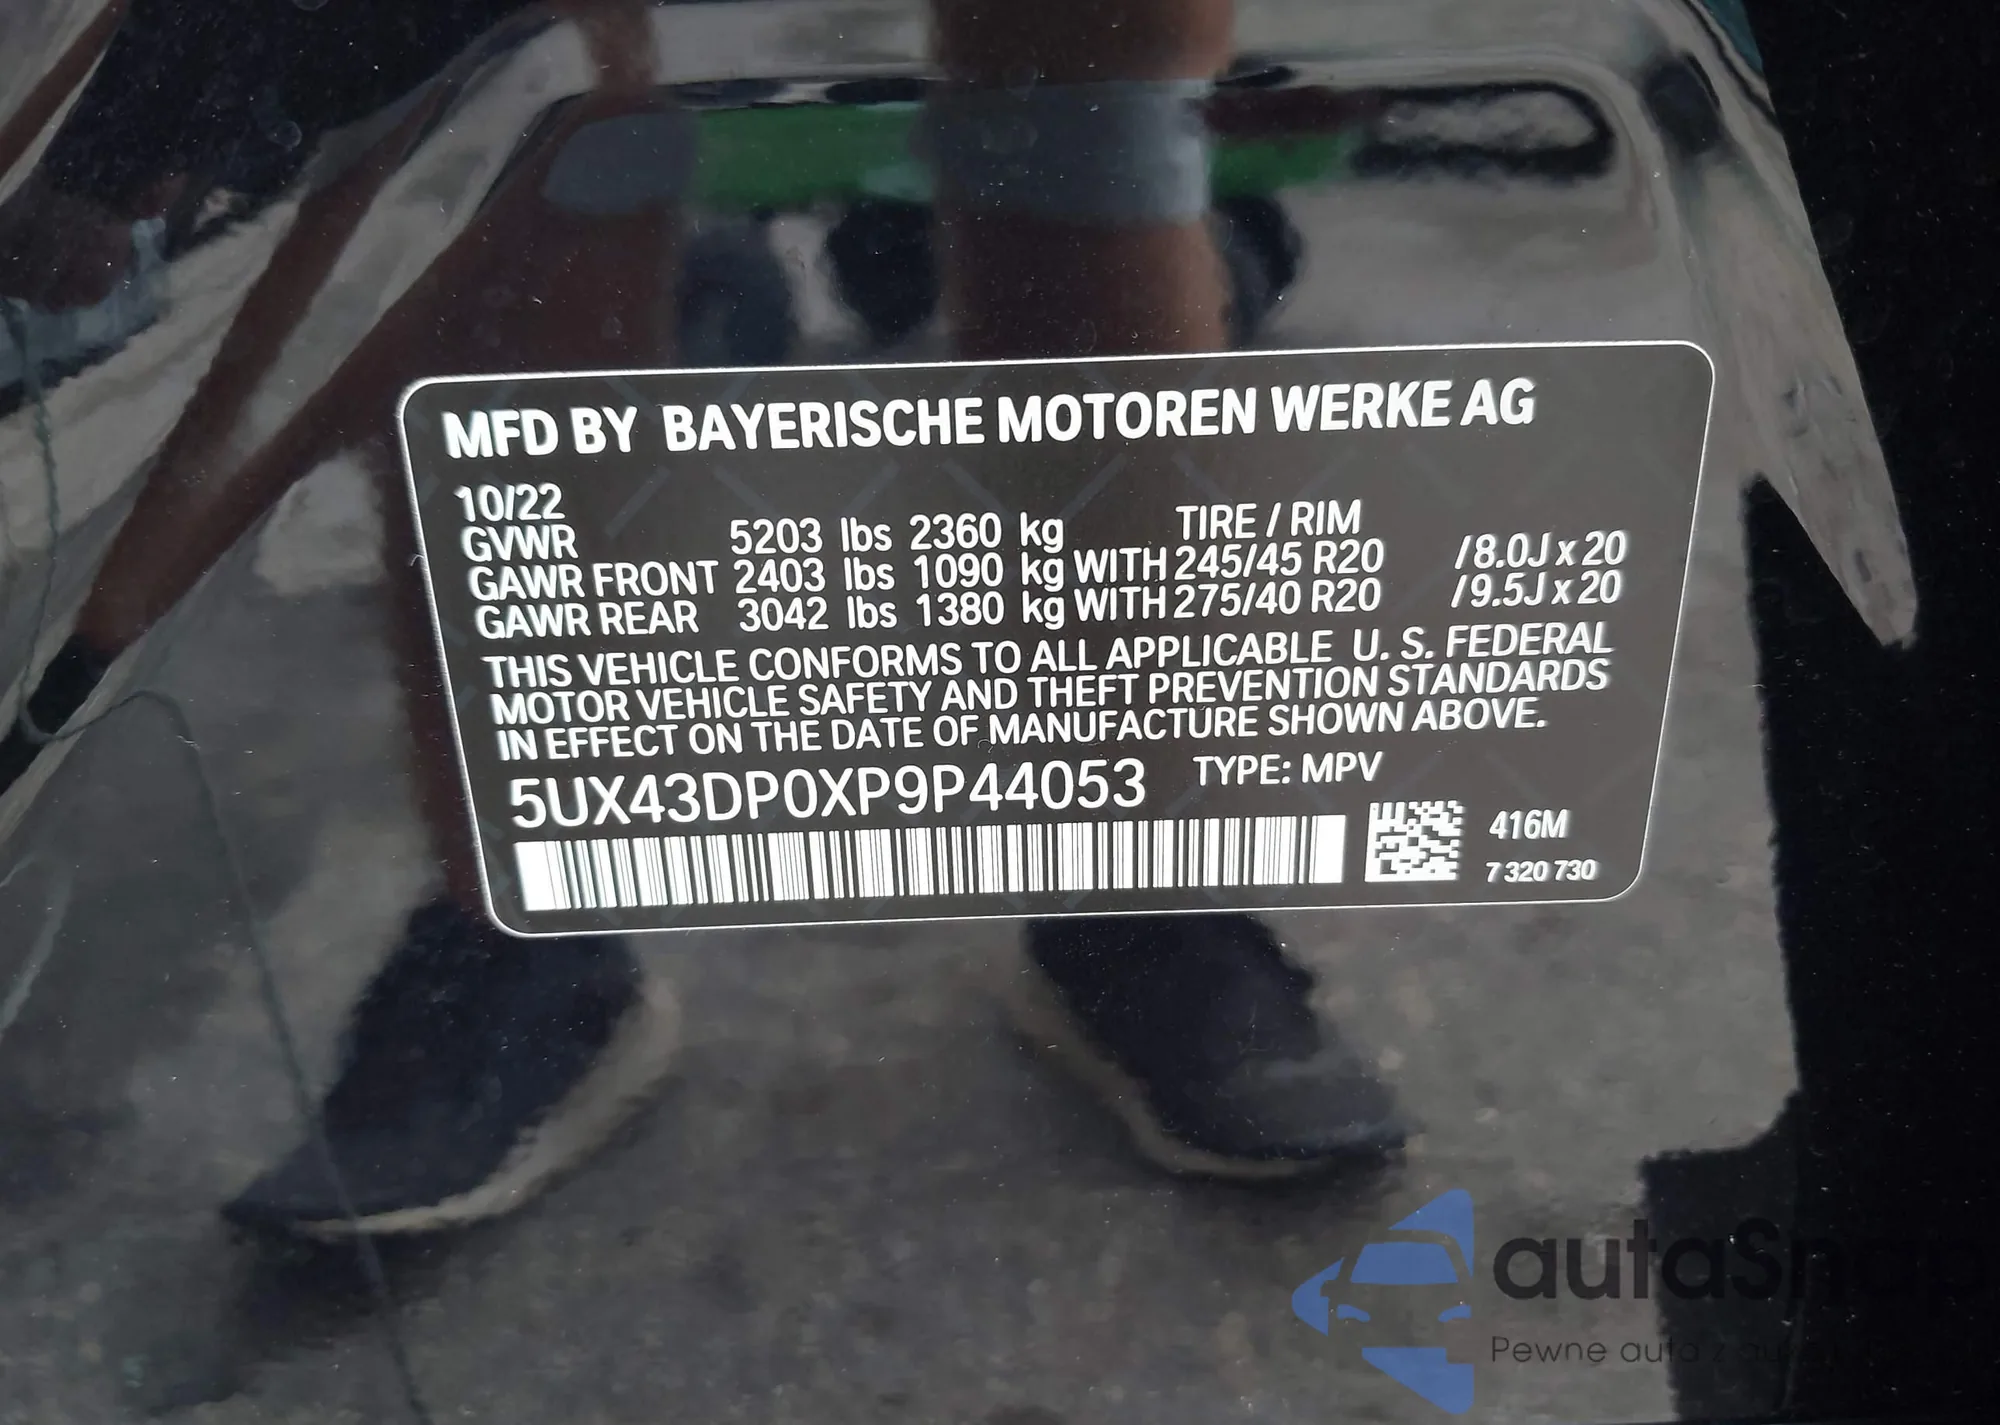 MFD BY BAYERISCHE MOTOREN WERKE AG
10/22
GVWR 5203 lbs 2360 kg TIRE / RIM
GAWR FRONT 2403 lbs 1090 kg WITH 245/45 R20 /8.0J x 20
GAWR REAR 3042 lbs 1380 kg WITH 275/40 R20 /9.5J x 20
THIS VEHICLE CONFORMS TO ALL APPLICABLE U. S. FEDERAL
MOTOR VEHICLE SAFETY AND THEFT PREVENTION STANDARDS
IN EFFECT ON THE DATE OF MANUFACTURE SHOWN ABOVE.
5UX43DP0XP9P44053 TYPE: MPV
416M
7 320 730
autaSnap
Pewne auta z